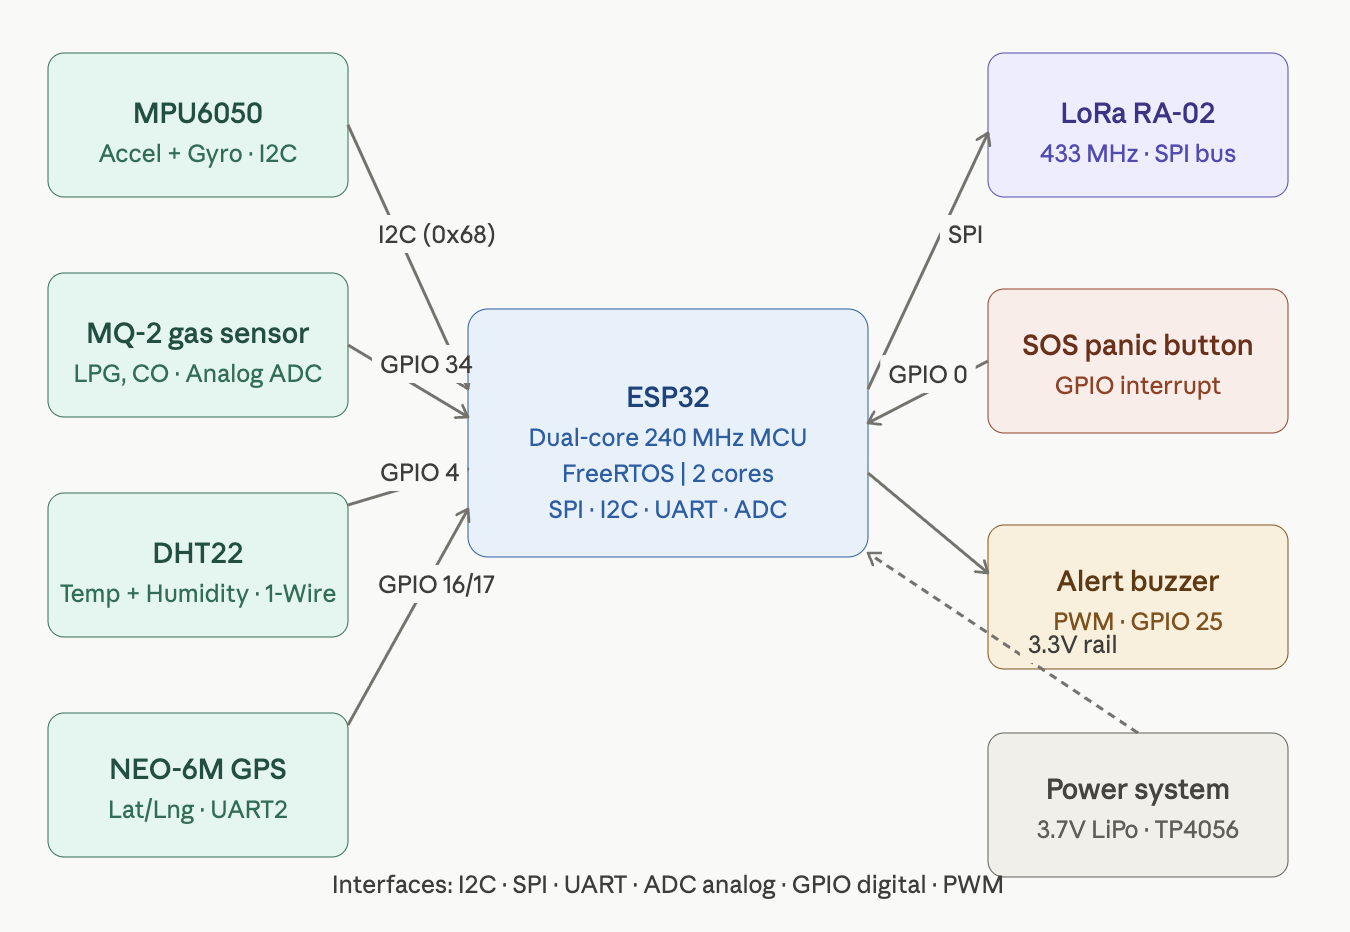 MPU6050
Accel + Gyro · I2C
I2C (0x68)
MQ-2 gas sensor
LPG, CO · Analog ADC
GPIO 34
DHT22
Temp + Humidity · 1-Wire
GPIO 4
NEO-6M GPS
Lat/Lng · UART2
GPIO 16/17
ESP32
Dual-core 240 MHz MCU
FreeRTOS | 2 cores
SPI · I2C · UART · ADC
LoRa RA-02
433 MHz · SPI bus
SPI
SOS panic button
GPIO interrupt
GPIO 0
Alert buzzer
PWM · GPIO 25
3.3V rail
Power system
3.7V LiPo · TP4056
Interfaces: I2C · SPI · UART · ADC analog · GPIO digital · PWM